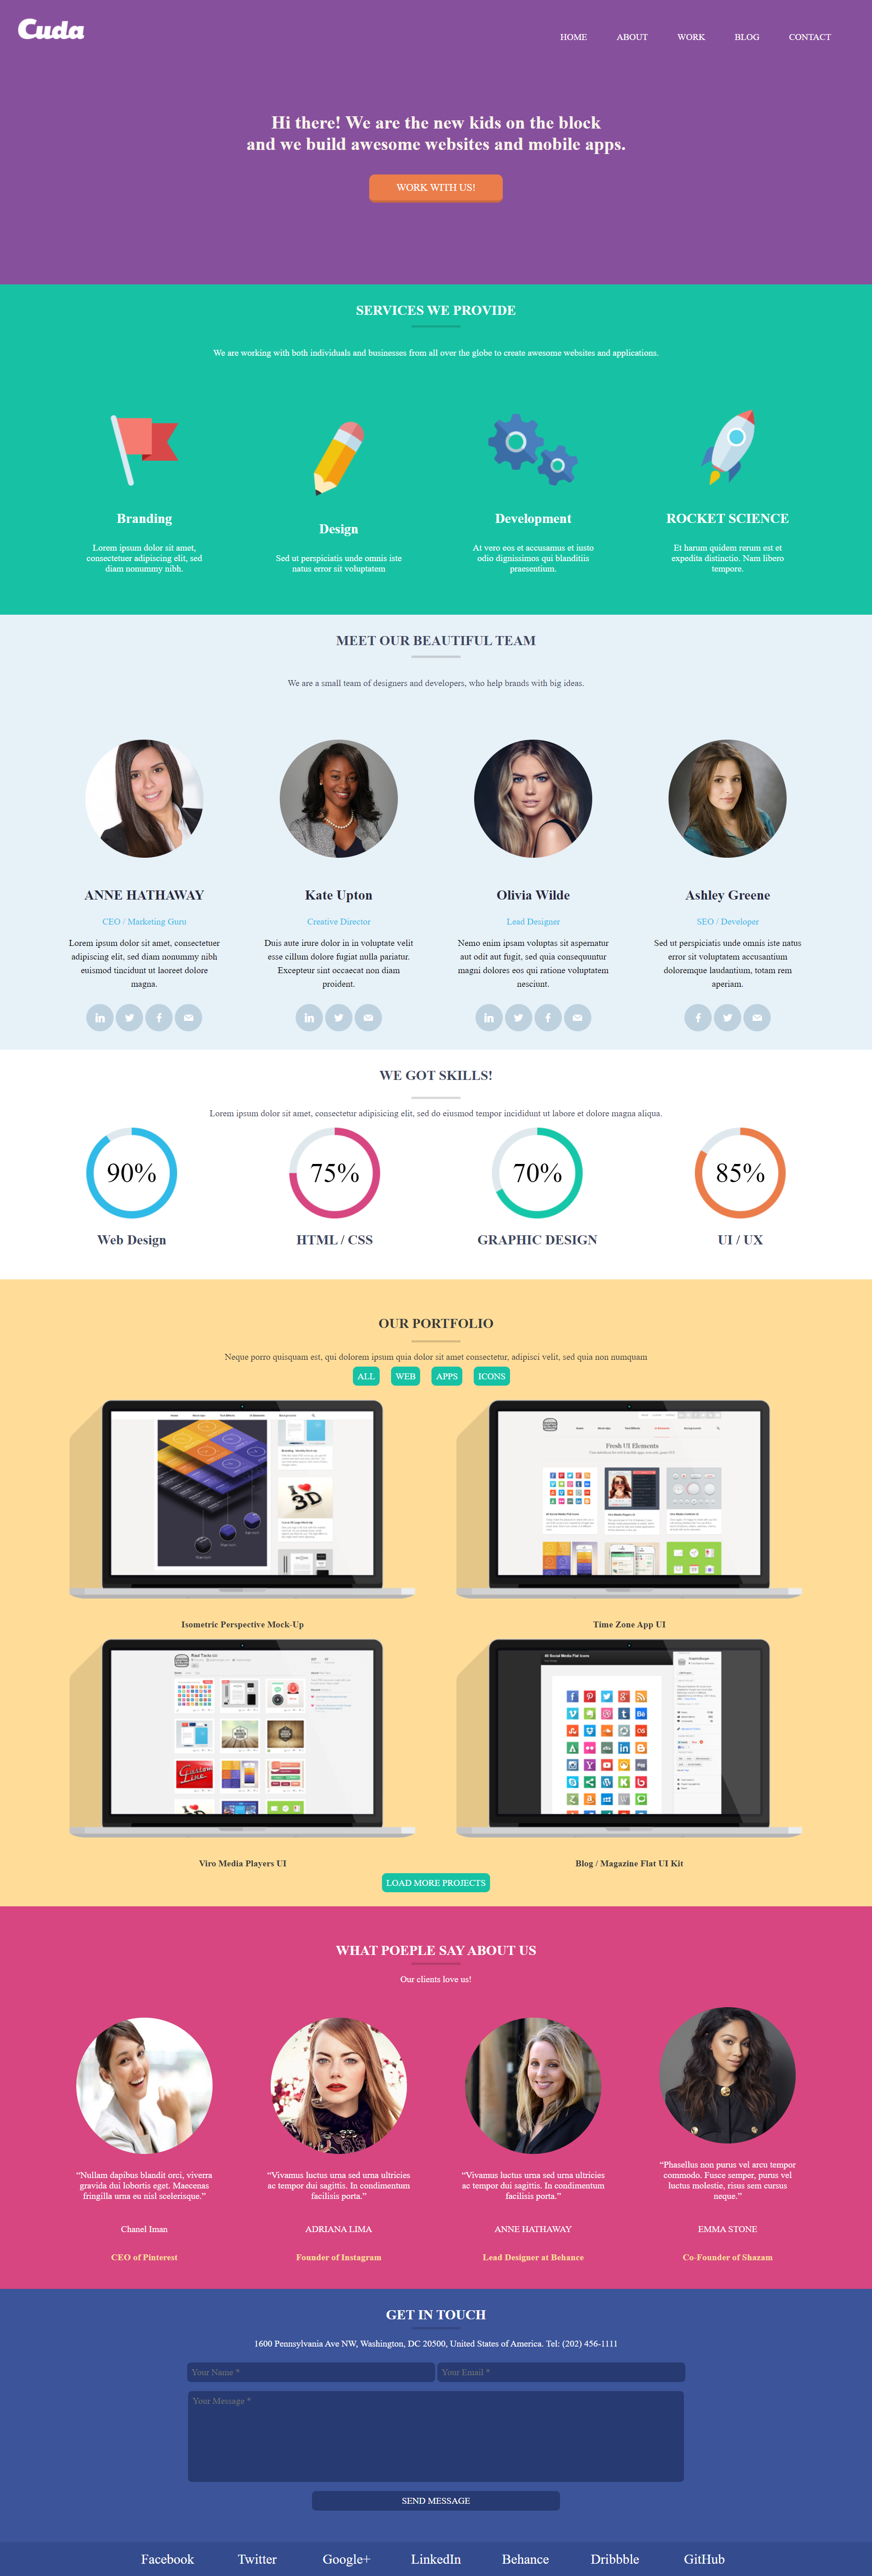 Cuda
HOME ABOUT WORK BLOG CONTACT
Hi there! We are the new kids on the block
and we build awesome websites and mobile apps.
WORK WITH US!
SERVICES WE PROVIDE
We are working with both individuals and businesses from all over the globe to create awesome websites and applications.
Branding
Lorem ipsum dolor sit amet,
consectetuer adipiscing elit, sed
diam nonummy nibh.
Design
Sed ut perspiciatis unde omnis iste
natus error sit voluptatem
Development
At vero eos et accusamus et iusto
odio dignissimos qui blanditiis
praesentium.
ROCKET SCIENCE
Et harum quidem rerum est et
expedita distinctio. Nam libero
tempore.
MEET OUR BEAUTIFUL TEAM
We are a small team of designers and developers, who help brands with big ideas.
ANNE HATHAWAY
CEO / Marketing Guru
Lorem ipsum dolor sit amet, consectetuer
adipiscing elit, sed diam nonummy nibh
euismod tincidunt ut laoreet dolore
magna.
Kate Upton
Creative Director
Duis aute irure dolor in in voluptate velit
esse cillum dolore fugiat nulla pariatur.
Excepteur sint occaecat non diam
proident.
Olivia Wilde
Lead Designer
Nemo enim ipsam voluptas sit aspernatur
aut odit aut fugit, sed quia consequuntur
magni dolores eos qui ratione voluptatem
nesciunt.
Ashley Greene
SEO / Developer
Sed ut perspiciatis unde omnis iste natus
error sit voluptatem accusantium
doloremque laudantium, totam rem
aperiam.
WE GOT SKILLS!
Lorem ipsum dolor sit amet, consectetur adipisicing elit, sed do eiusmod tempor incididunt ut labore et dolore magna aliqua.
90% 75% 70% 85%
Web Design HTML / CSS GRAPHIC DESIGN UI / UX
OUR PORTFOLIO
Neque porro quisquam est, qui dolorem ipsum quia dolor sit amet consectetur, adipisci velit, sed quia non numquam
ALL WEB APPS ICONS
I 3D
Fresh UI Elements
Isometric Perspective Mock-Up
Time Zone App UI
Viro Media Players UI
Blog / Magazine Flat UI Kit
LOAD MORE PROJECTS
WHAT POEPLE SAY ABOUT US
Our clients love us!
“Nullam dapibus blandit orci, viverra
gravida dui lobortis eget. Maecenas
fringilla urna eu nisl scelerisque.”
Chanel Iman
CEO of Pinterest
“Vivamus luctus urna sed urna ultricies
ac tempor dui sagittis. In condimentum
facilisis porta.”
ADRIANA LIMA
Founder of Instagram
“Vivamus luctus urna sed urna ultricies
ac tempor dui sagittis. In condimentum
facilisis porta.”
ANNE HATHAWAY
Lead Designer at Behance
“Phasellus non purus vel arcu tempor
commodo. Fusce semper, purus vel
luctus molestie, risus sem cursus
neque.”
EMMA STONE
Co-Founder of Shazam
GET IN TOUCH
1600 Pennsylvania Ave NW, Washington, DC 20500, United States of America. Tel: (202) 456-1111
Your Name * Your Email *
Your Message *
SEND MESSAGE
Facebook Twitter Google+ LinkedIn Behance Dribbble GitHub